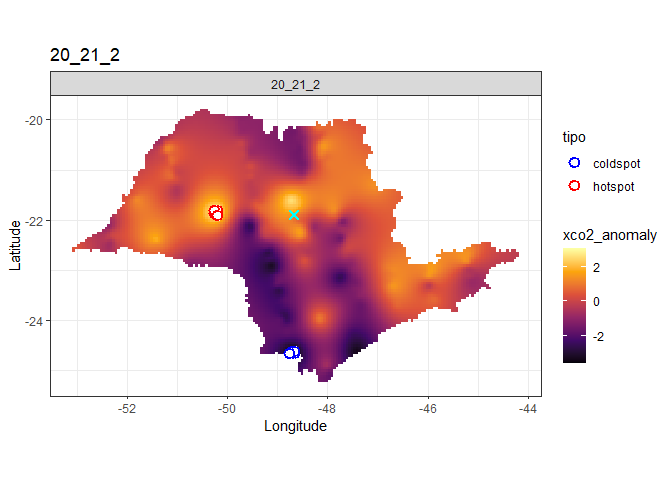 20_21_2
20_21_2
-20
-22
-24
Latitude
-52
-50
-48
-46
-44
Longitude
tipo
coldspot
hotspot
xco2_anomaly
2
0
-2